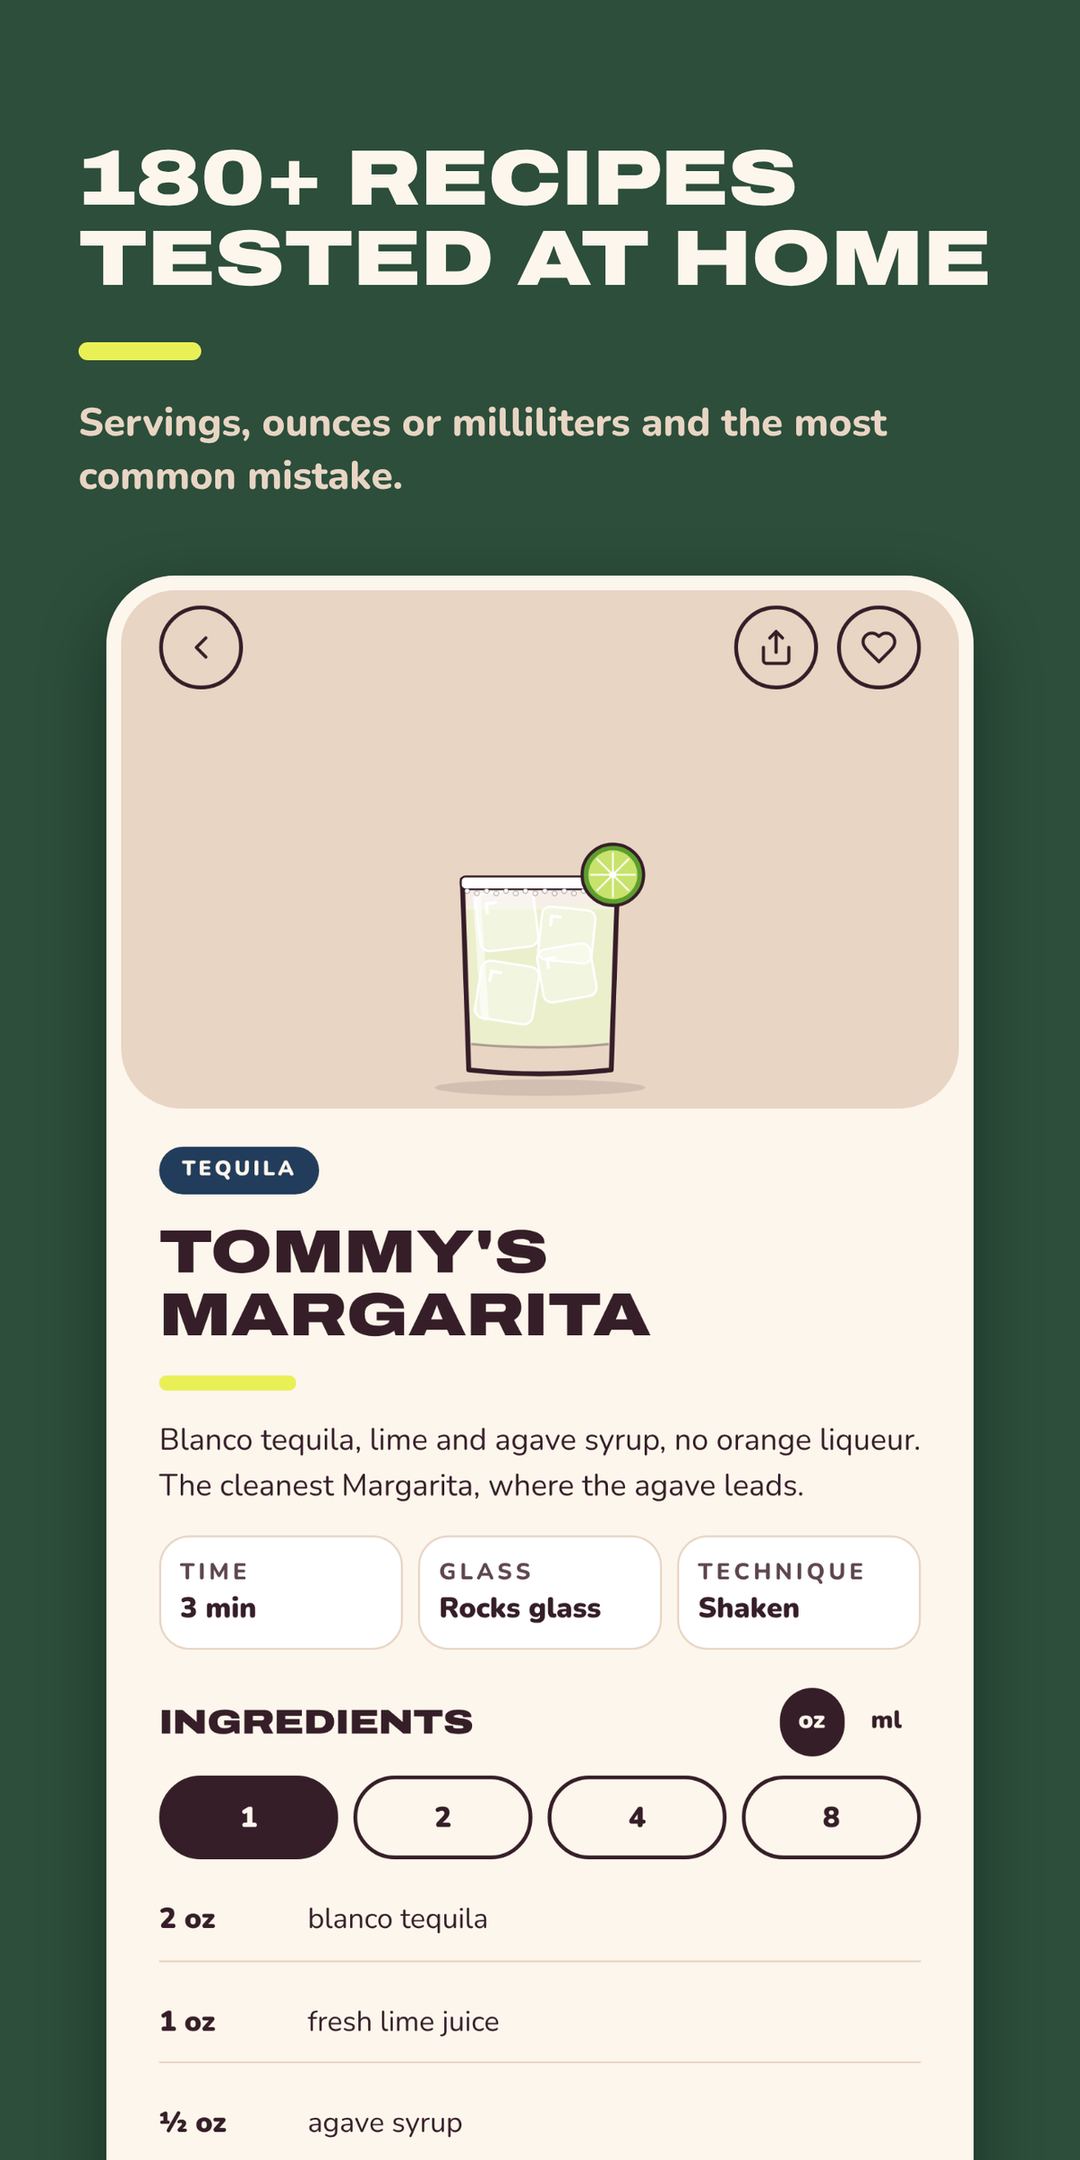 180+ RECIPES
TESTED AT HOME
Servings, ounces or milliliters and the most
common mistake.
TEQUILA
TOMMY'S
MARGARITA
Blanco tequila, lime and agave syrup, no orange liqueur.
The cleanest Margarita, where the agave leads.
TIME GLASS TECHNIQUE
3 min Rocks glass Shaken
INGREDIENTS oz ml
1 2 4 8
2 oz blanco tequila
1 oz fresh lime juice
½ oz agave syrup